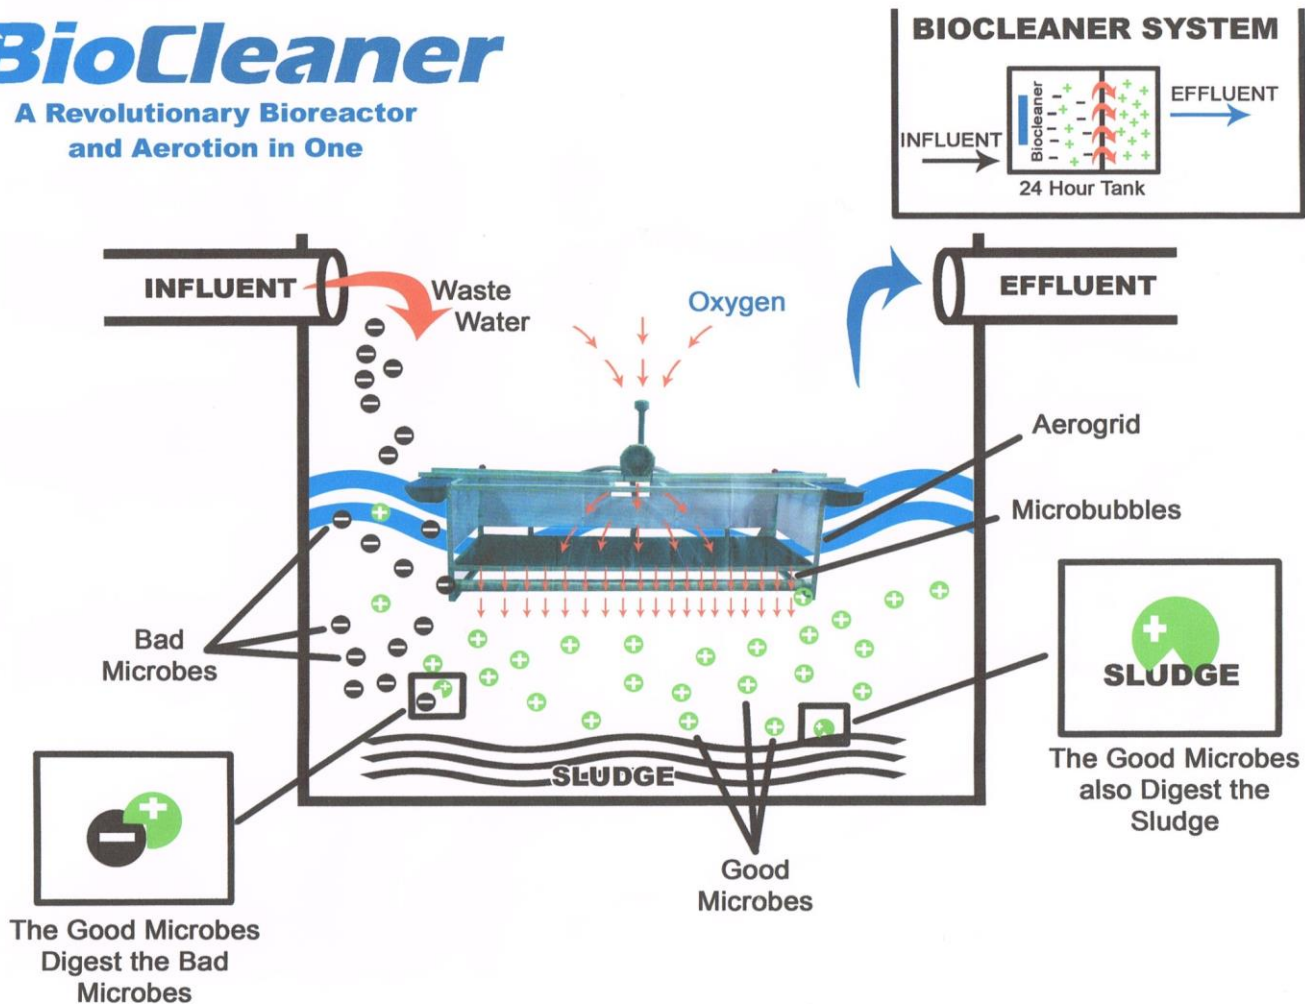 BioCleaner
A Revolutionary Bioreactor
and Aerotion in One
BIOCLEANER SYSTEM
INFLUENT
Biocleaner
EFFLUENT
24 Hour Tank
INFLUENT
Waste
Water
Oxygen
EFFLUENT
Aerogrid
Microbubbles
Bad
Microbes
SLUDGE
The Good Microbes
also Digest the
Sludge
SLUDGE
Good
Microbes
The Good Microbes
Digest the Bad
Microbes